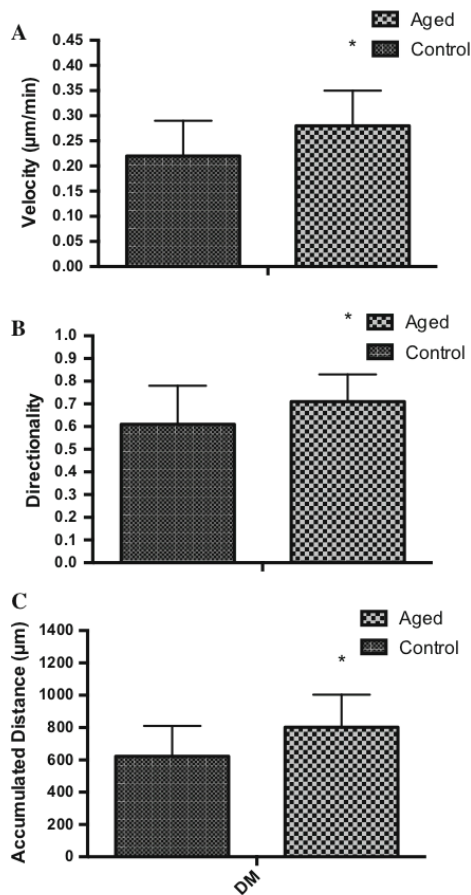 A
Aged
* Control
0.45
0.40
0.35
0.30
0.25
0.20
0.15
0.10
0.05
0.00
Velocity (µm/min)
B
* Aged
Control
1.0
0.9
0.8
0.7
0.6
0.5
0.4
0.3
0.2
0.1
0.0
Directionality
C
Aged
Control
*
1400
1200
1000
800
600
400
200
0
Accumulated Distance (µm)
DM